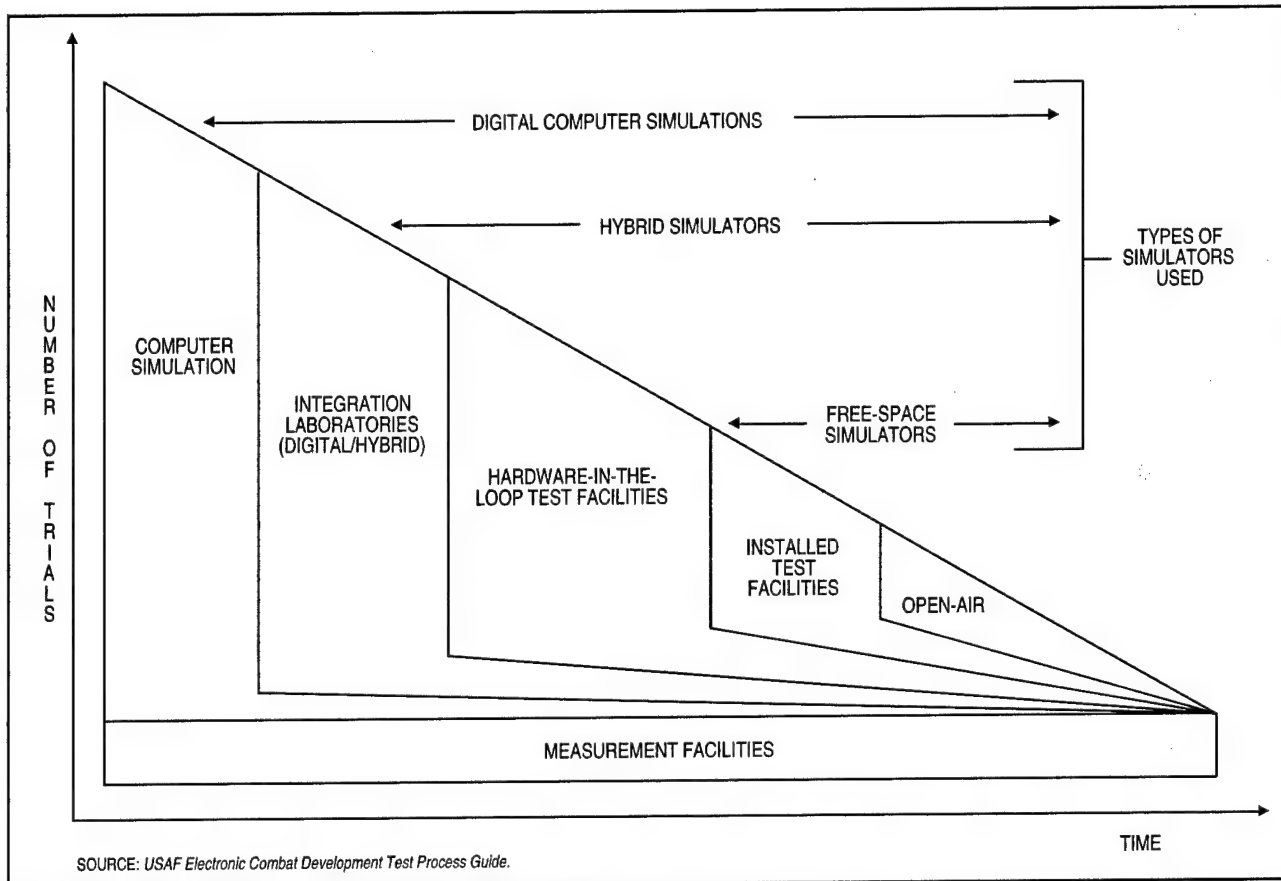 DIGITAL COMPUTER SIMULATIONS
HYBRID SIMULATORS
TYPES OF
SIMULATORS
USED
NUMBER OF TRIALS
COMPUTER
SIMULATION
INTEGRATION
LABORATORIES
(DIGITAL/HYBRID)
FREE-SPACE
SIMULATORS
HARDWARE-IN-THE-
LOOP TEST FACILITIES
INSTALLED
TEST
FACILITIES
OPEN-AIR
MEASUREMENT FACILITIES
TIME
SOURCE: USAF Electronic Combat Development Test Process Guide.